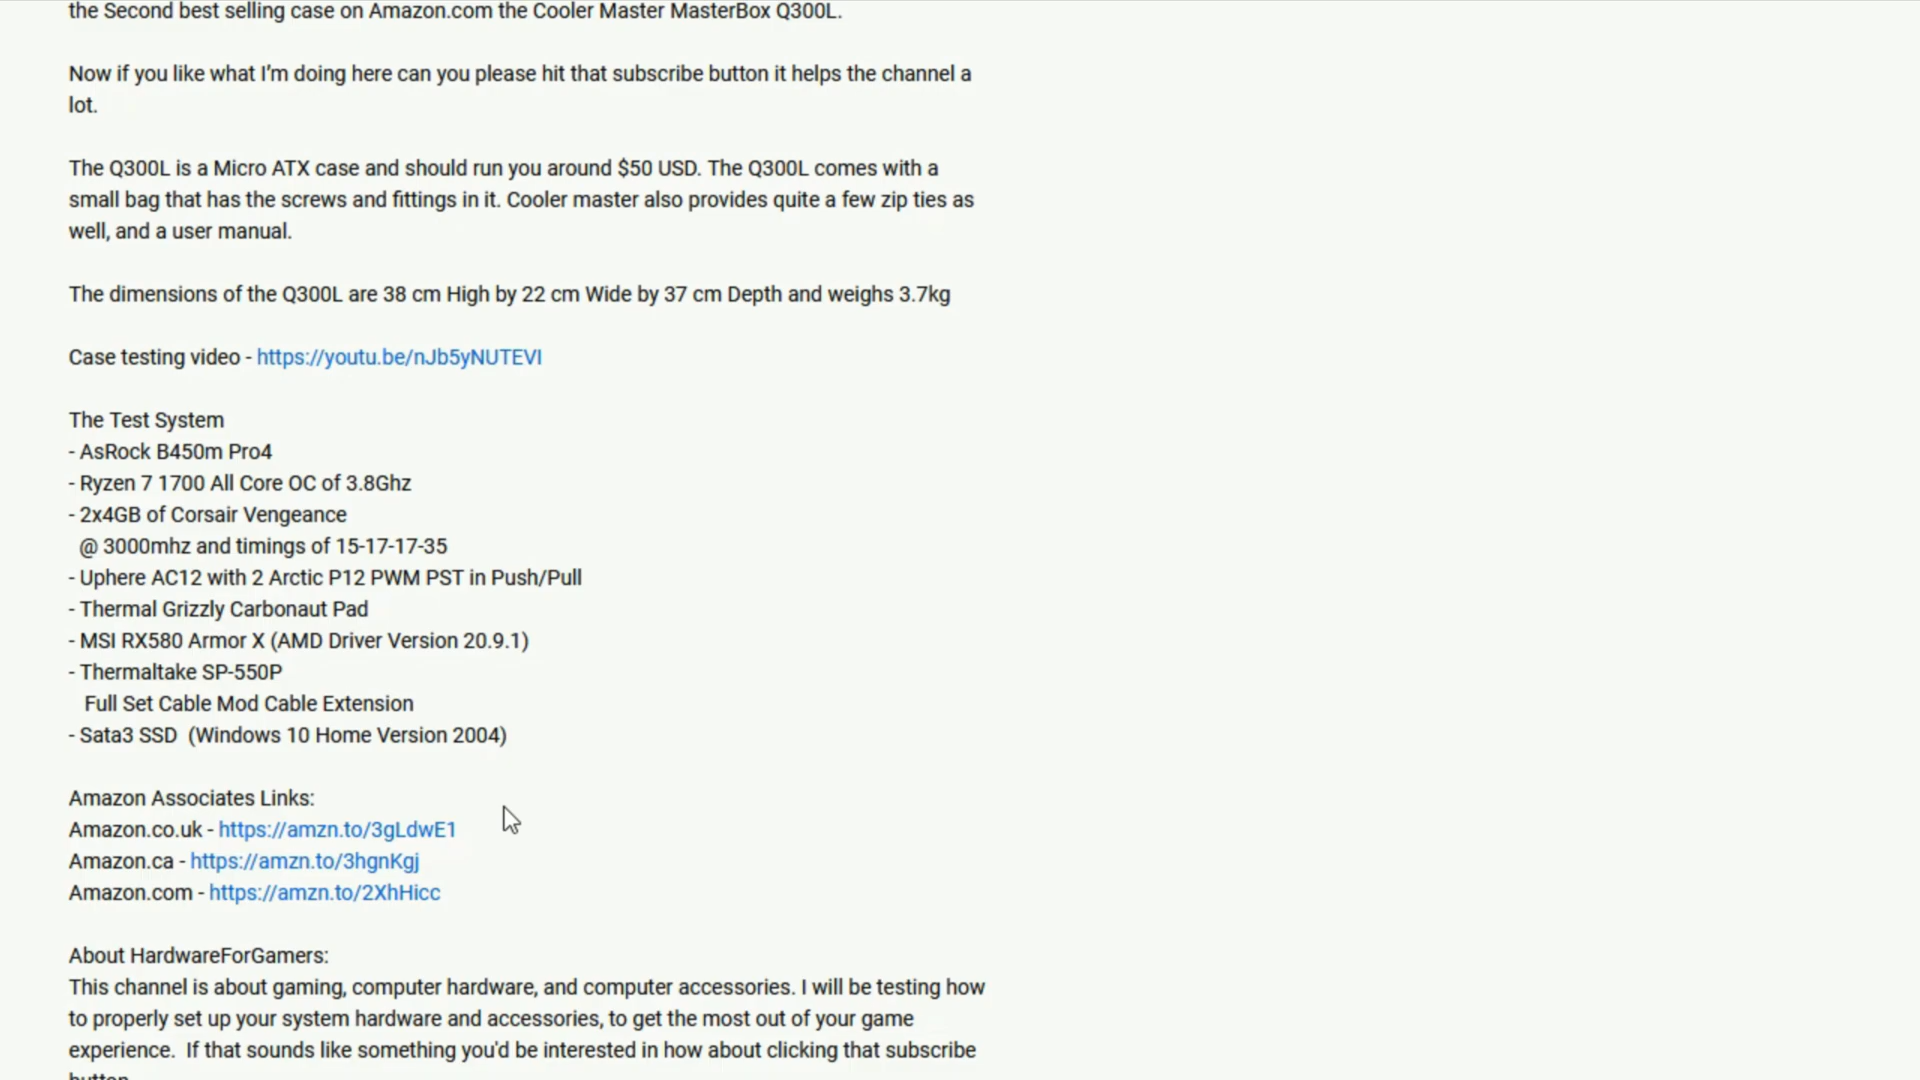 the Second best selling case on Amazon.com the Cooler Master MasterBox Q300L.
Now if you like what I'm doing here can you please hit that subscribe button it helps the channel a
lot.
The Q300L is a Micro ATX case and should run you around $50 USD. The Q300L comes with a
small bag that has the screws and fittings in it. Cooler master also provides quite a few zip ties as
well, and a user manual.
The dimensions of the Q300L are 38 cm High by 22 cm Wide by 37 cm Depth and weighs 3.7kg
Case testing video - https://youtu.be/nJb5yNUTEVI
The Test System
- AsRock B450m Pro4
- Ryzen 7 1700 All Core OC of 3.8Ghz
- 2x4GB of Corsair Vengeance
@ 3000mhz and timings of 15-17-17-35
- Uphere AC12 with 2 Arctic P12 PWM PST in Push/Pull
- Thermal Grizzly Carbonaut Pad
- MSI RX580 Armor X (AMD Driver Version 20.9.1)
- Thermaltake SP-550P
Full Set Cable Mod Cable Extension
- Sata3 SSD  (Windows 10 Home Version 2004)
Amazon Associates Links:
Amazon.co.uk - https://amzn.to/3gLdwE1
Amazon.ca - https://amzn.to/3hgnKgj
Amazon.com - https://amzn.to/2XhHicc
About HardwareForGamers:
This channel is about gaming, computer hardware, and computer accessories. I will be testing how
to properly set up your system hardware and accessories, to get the most out of your game
experience.  If that sounds like something you'd be interested in how about clicking that subscribe
button